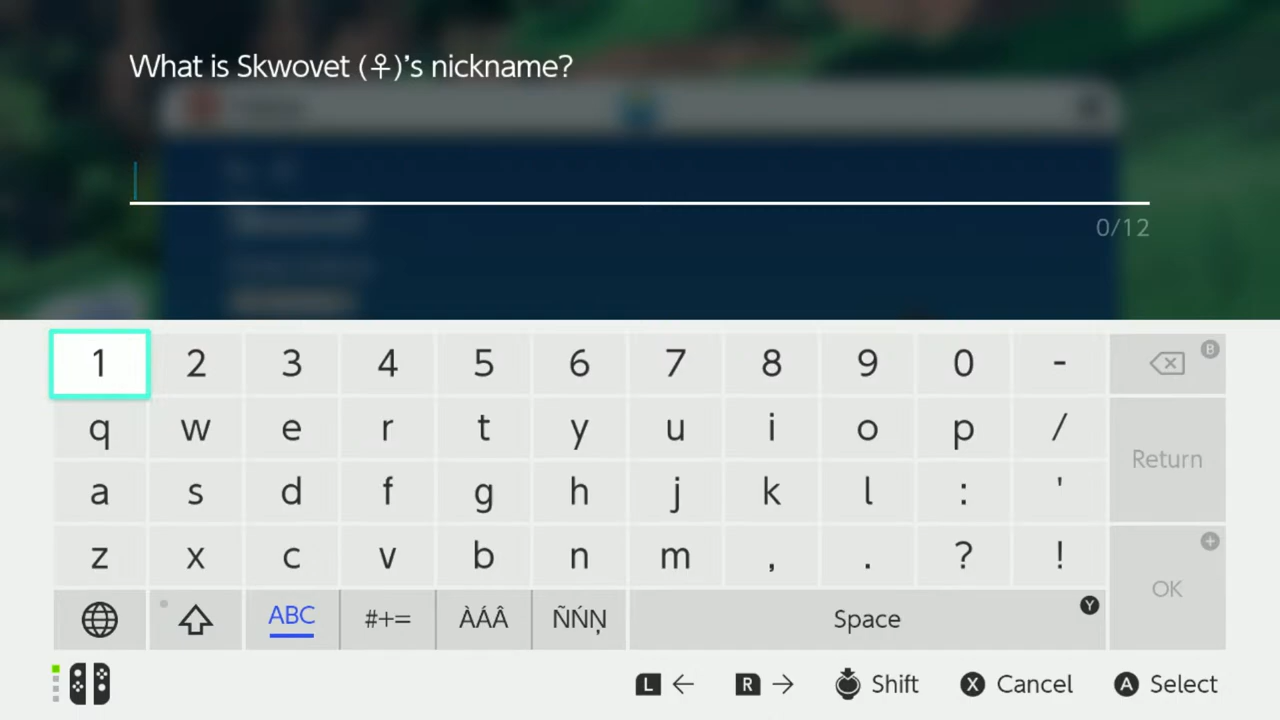 What is Skwovet (♀)'s nickname?
0/12
1 2 3 4 5 6 7 8 9 0 - B
q w e r t y u i o p /
Return
a s d f g h j k l : '
z x c v b n m , . ? ! +
OK
ABC #+= ÀÁÂ ÑŃŅ Space Y
L ← R → Shift X Cancel A Select